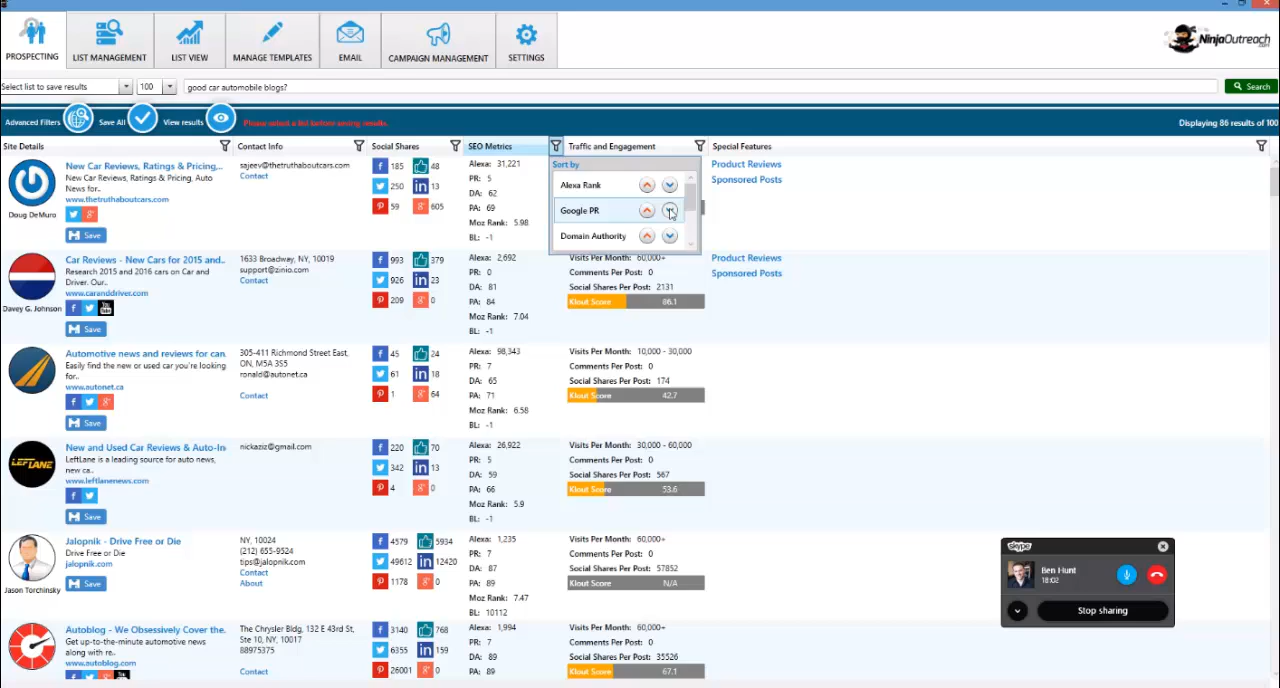 PROSPECTING
LIST MANAGEMENT
LIST VIEW
MANAGE TEMPLATES
EMAIL
CAMPAIGN MANAGEMENT
SETTINGS
NinjaOutreach
.com
Select list to save results
100
good car automobile blogs?
Search
Advanced Filters
Save All
View results
Please select a list before saving results.
Displaying 86 results of 100
Site Details
Contact Info
Social Shares
SEO Metrics
Traffic and Engagement
Special Features
Sort by
Alexa Rank
Google PR
Domain Authority
Doug DeMuro
New Car Reviews, Ratings & Pricing,...
New Car Reviews, Ratings & Pricing, Auto
News for..
www.thetruthaboutcars.com
Save
sajeev@thetruthaboutcars.com
Contact
185 48
250 13
59 605
Alexa: 31,221
PR: 5
DA: 62
PA: 69
Moz Rank: 5.98
BL: -1
Product Reviews
Sponsored Posts
Davey G. Johnson
Car Reviews - New Cars for 2015 and..
Research 2015 and 2016 cars on Car and
Driver. Our..
www.caranddriver.com
You Tube
Save
1633 Broadway, NY, 10019
support@zinio.com
Contact
993 379
926 23
209 0
Alexa: 2,692
PR: 0
DA: 81
PA: 84
Moz Rank: 7.04
BL: -1
Visits Per Month: 60,000+
Comments Per Post: 0
Social Shares Per Post: 2131
Klout Score 86.1
Product Reviews
Sponsored Posts
Automotive news and reviews for can,
Easily find the new or used car you're looking
for..
www.autonet.ca
Save
305-411 Richmond Street East,
ON, M5A 3S5
ronald@autonet.ca
Contact
45 24
61 18
1 64
Alexa: 98,343
PR: 7
DA: 65
PA: 71
Moz Rank: 6.58
BL: -1
Visits Per Month: 10,000 - 30,000
Comments Per Post: 0
Social Shares Per Post: 174
Klout Score 42.7
LEFTLANE
New and Used Car Reviews & Auto-In
LeftLane is a leading source for auto news,
new ca..
www.leftlanenews.com
Save
nickaziz@gmail.com
220 70
342 13
4 0
Alexa: 26,922
PR: 5
DA: 59
PA: 66
Moz Rank: 5.9
BL: -1
Visits Per Month: 30,000 - 60,000
Comments Per Post: 0
Social Shares Per Post: 567
Klout Score 53.6
Jason Torchinsky
Jalopnik - Drive Free or Die
Drive Free or Die
jalopnik.com
Save
NY, 10024
(212) 655-9524
tips@jalopnik.com
Contact
About
4579 5934
49612 12420
1178 0
Alexa: 1,235
PR: 7
DA: 87
PA: 89
Moz Rank: 7.47
BL: 10112
Visits Per Month: 60,000+
Comments Per Post: 0
Social Shares Per Post: 57852
Klout Score N/A
Autoblog - We Obsessively Cover the.
Get up-to-the-minute automotive news
along with re..
www.autoblog.com
The Chrysler Bldg, 132 E 43rd St,
Ste 10, NY, 10017
88975375
Contact
3140 768
6355 159
26001 0
Alexa: 1,994
PR: 7
DA: 89
PA: 89
Visits Per Month: 60,000+
Comments Per Post: 0
Social Shares Per Post: 35526
Klout Score 67.1
skype
Ben Hunt
18:02
Stop sharing